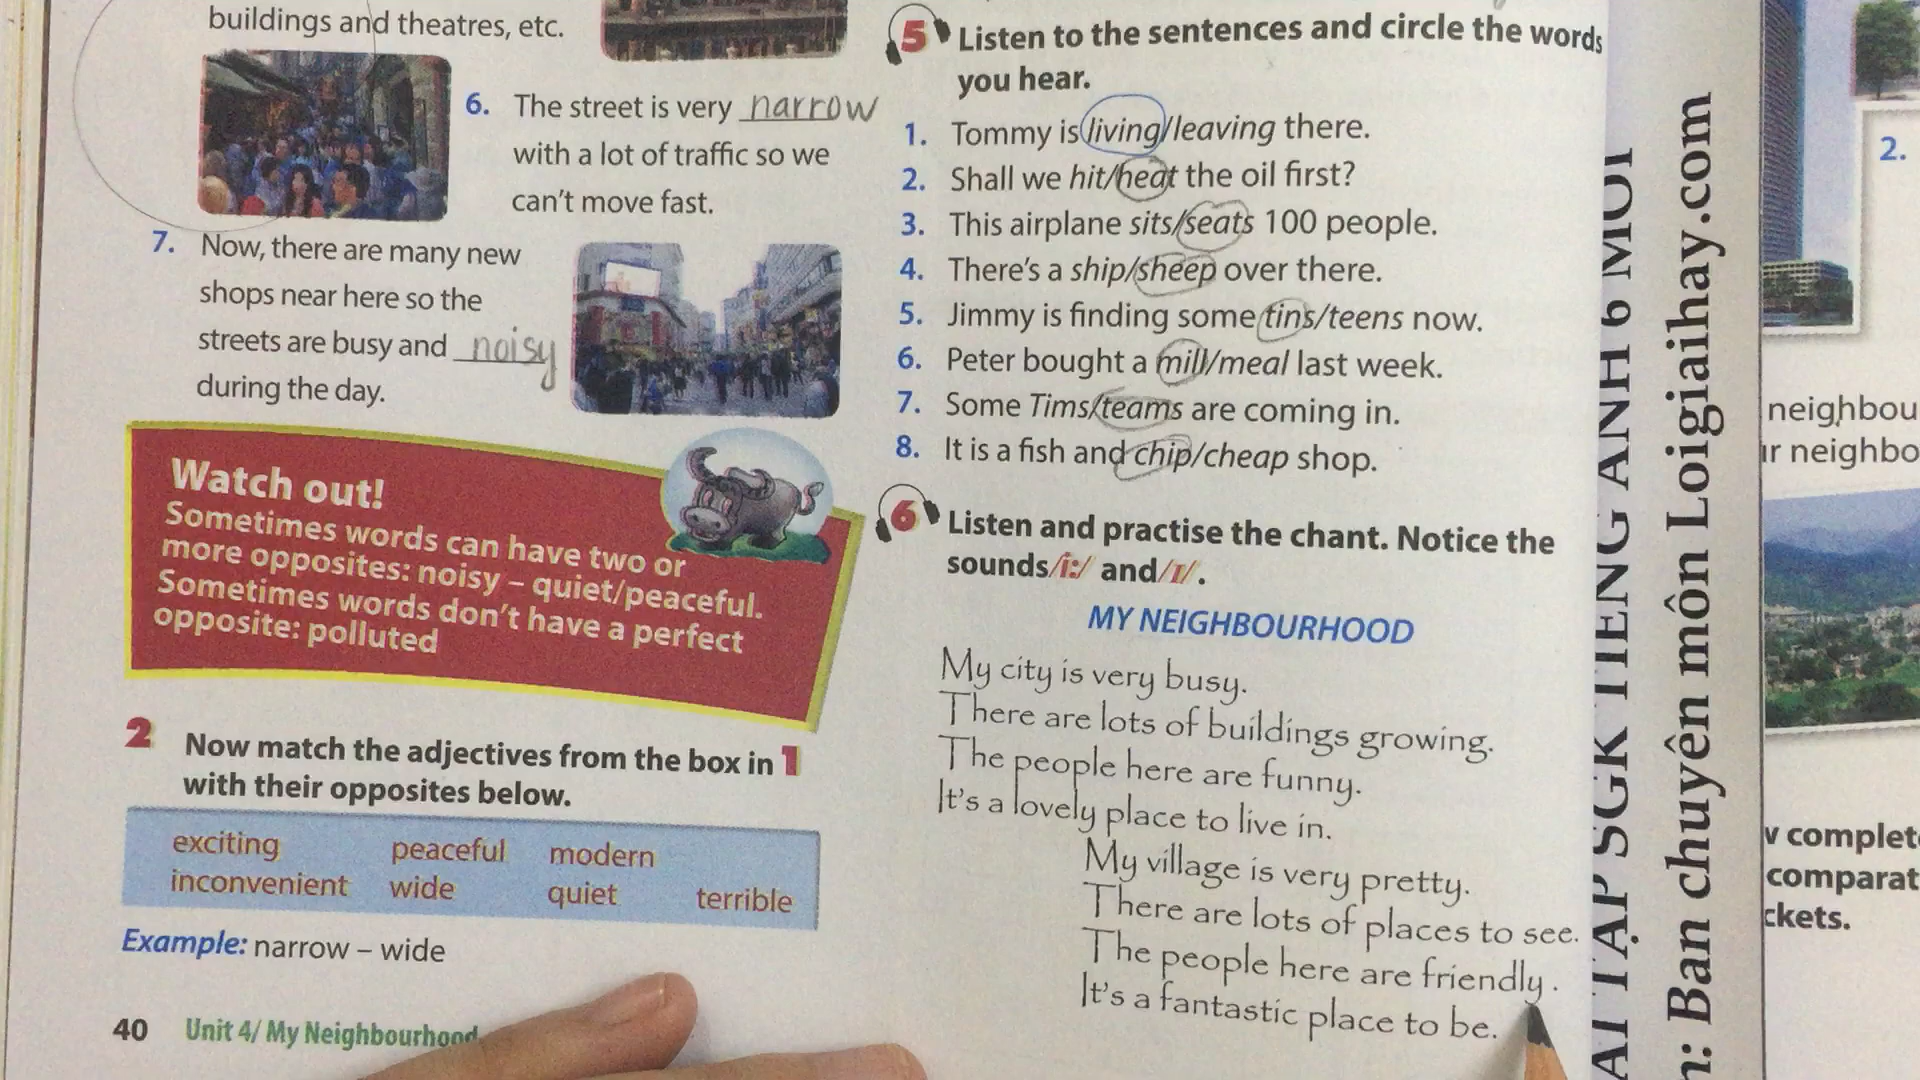 buildings and theatres, etc.
6. The street is very narrow
with a lot of traffic so we
can't move fast.
7. Now, there are many new
shops near here so the
streets are busy and noisy
during the day.
Watch out!
Sometimes words can have two or
more opposites: noisy – quiet/peaceful.
Sometimes words don't have a perfect
opposite: polluted
2 Now match the adjectives from the box in 1
with their opposites below.
exciting peaceful modern
inconvenient wide quiet terrible
Example: narrow – wide
40 Unit 4/ My Neighbourhood
5 Listen to the sentences and circle the words
you hear.
1. Tommy is living/leaving there.
2. Shall we hit/heat the oil first?
3. This airplane sits/seats 100 people.
4. There's a ship/sheep over there.
5. Jimmy is finding some tins/teens now.
6. Peter bought a mill/meal last week.
7. Some Tims/teams are coming in.
8. It is a fish and chip/cheap shop.
6 Listen and practise the chant. Notice the
sounds /i:/ and /ɪ/.
MY NEIGHBOURHOOD
My city is very busy.
There are lots of buildings growing.
The people here are funny.
It's a lovely place to live in.
My village is very pretty.
There are lots of places to see.
The people here are friendly.
It's a fantastic place to be.
TẬP SGK TIẾNG ANH 6 MỚI
Ban chuyên môn Loigiaihay.com
2.
neighbou
neighbo
complet
comparat
ckets.